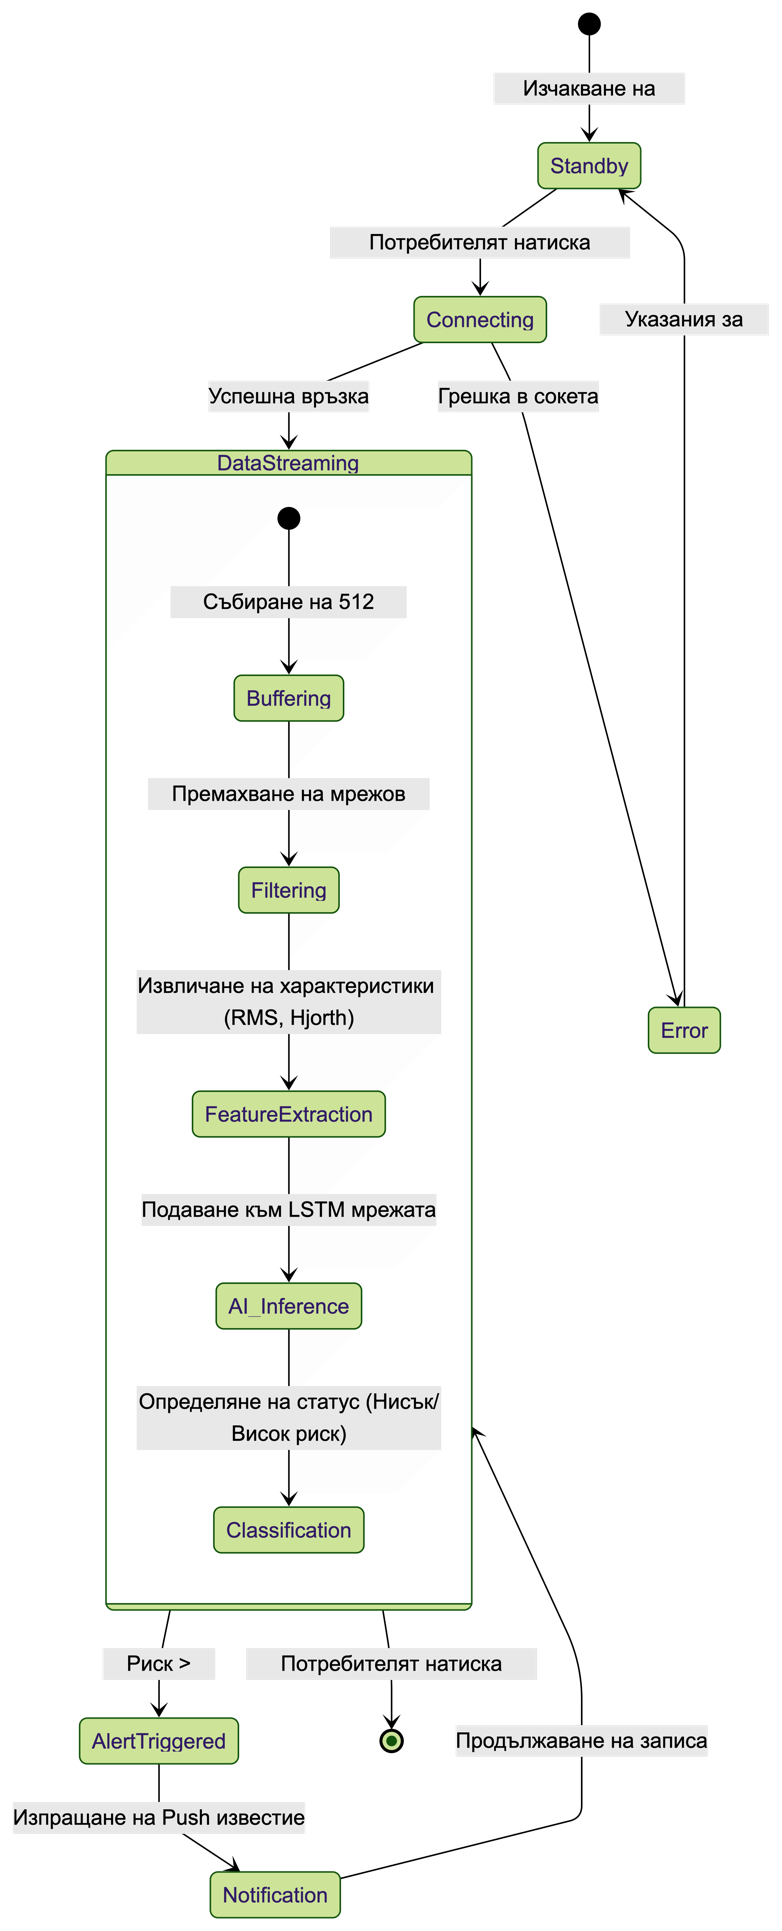 Изчакване на
Standby
Потребителят натиска
Connecting
Указания за
Успешна връзка
Грешка в сокета
DataStreaming
Събиране на 512
Buffering
Премахване на мрежов
Filtering
Извличане на характеристики
(RMS, Hjorth)
Error
FeatureExtraction
Подаване към LSTM мрежата
AI_Inference
Определяне на статус (Нисък/
Висок риск)
Classification
Риск >
Потребителят натиска
AlertTriggered
Продължаване на записа
Изпращане на Push известие
Notification